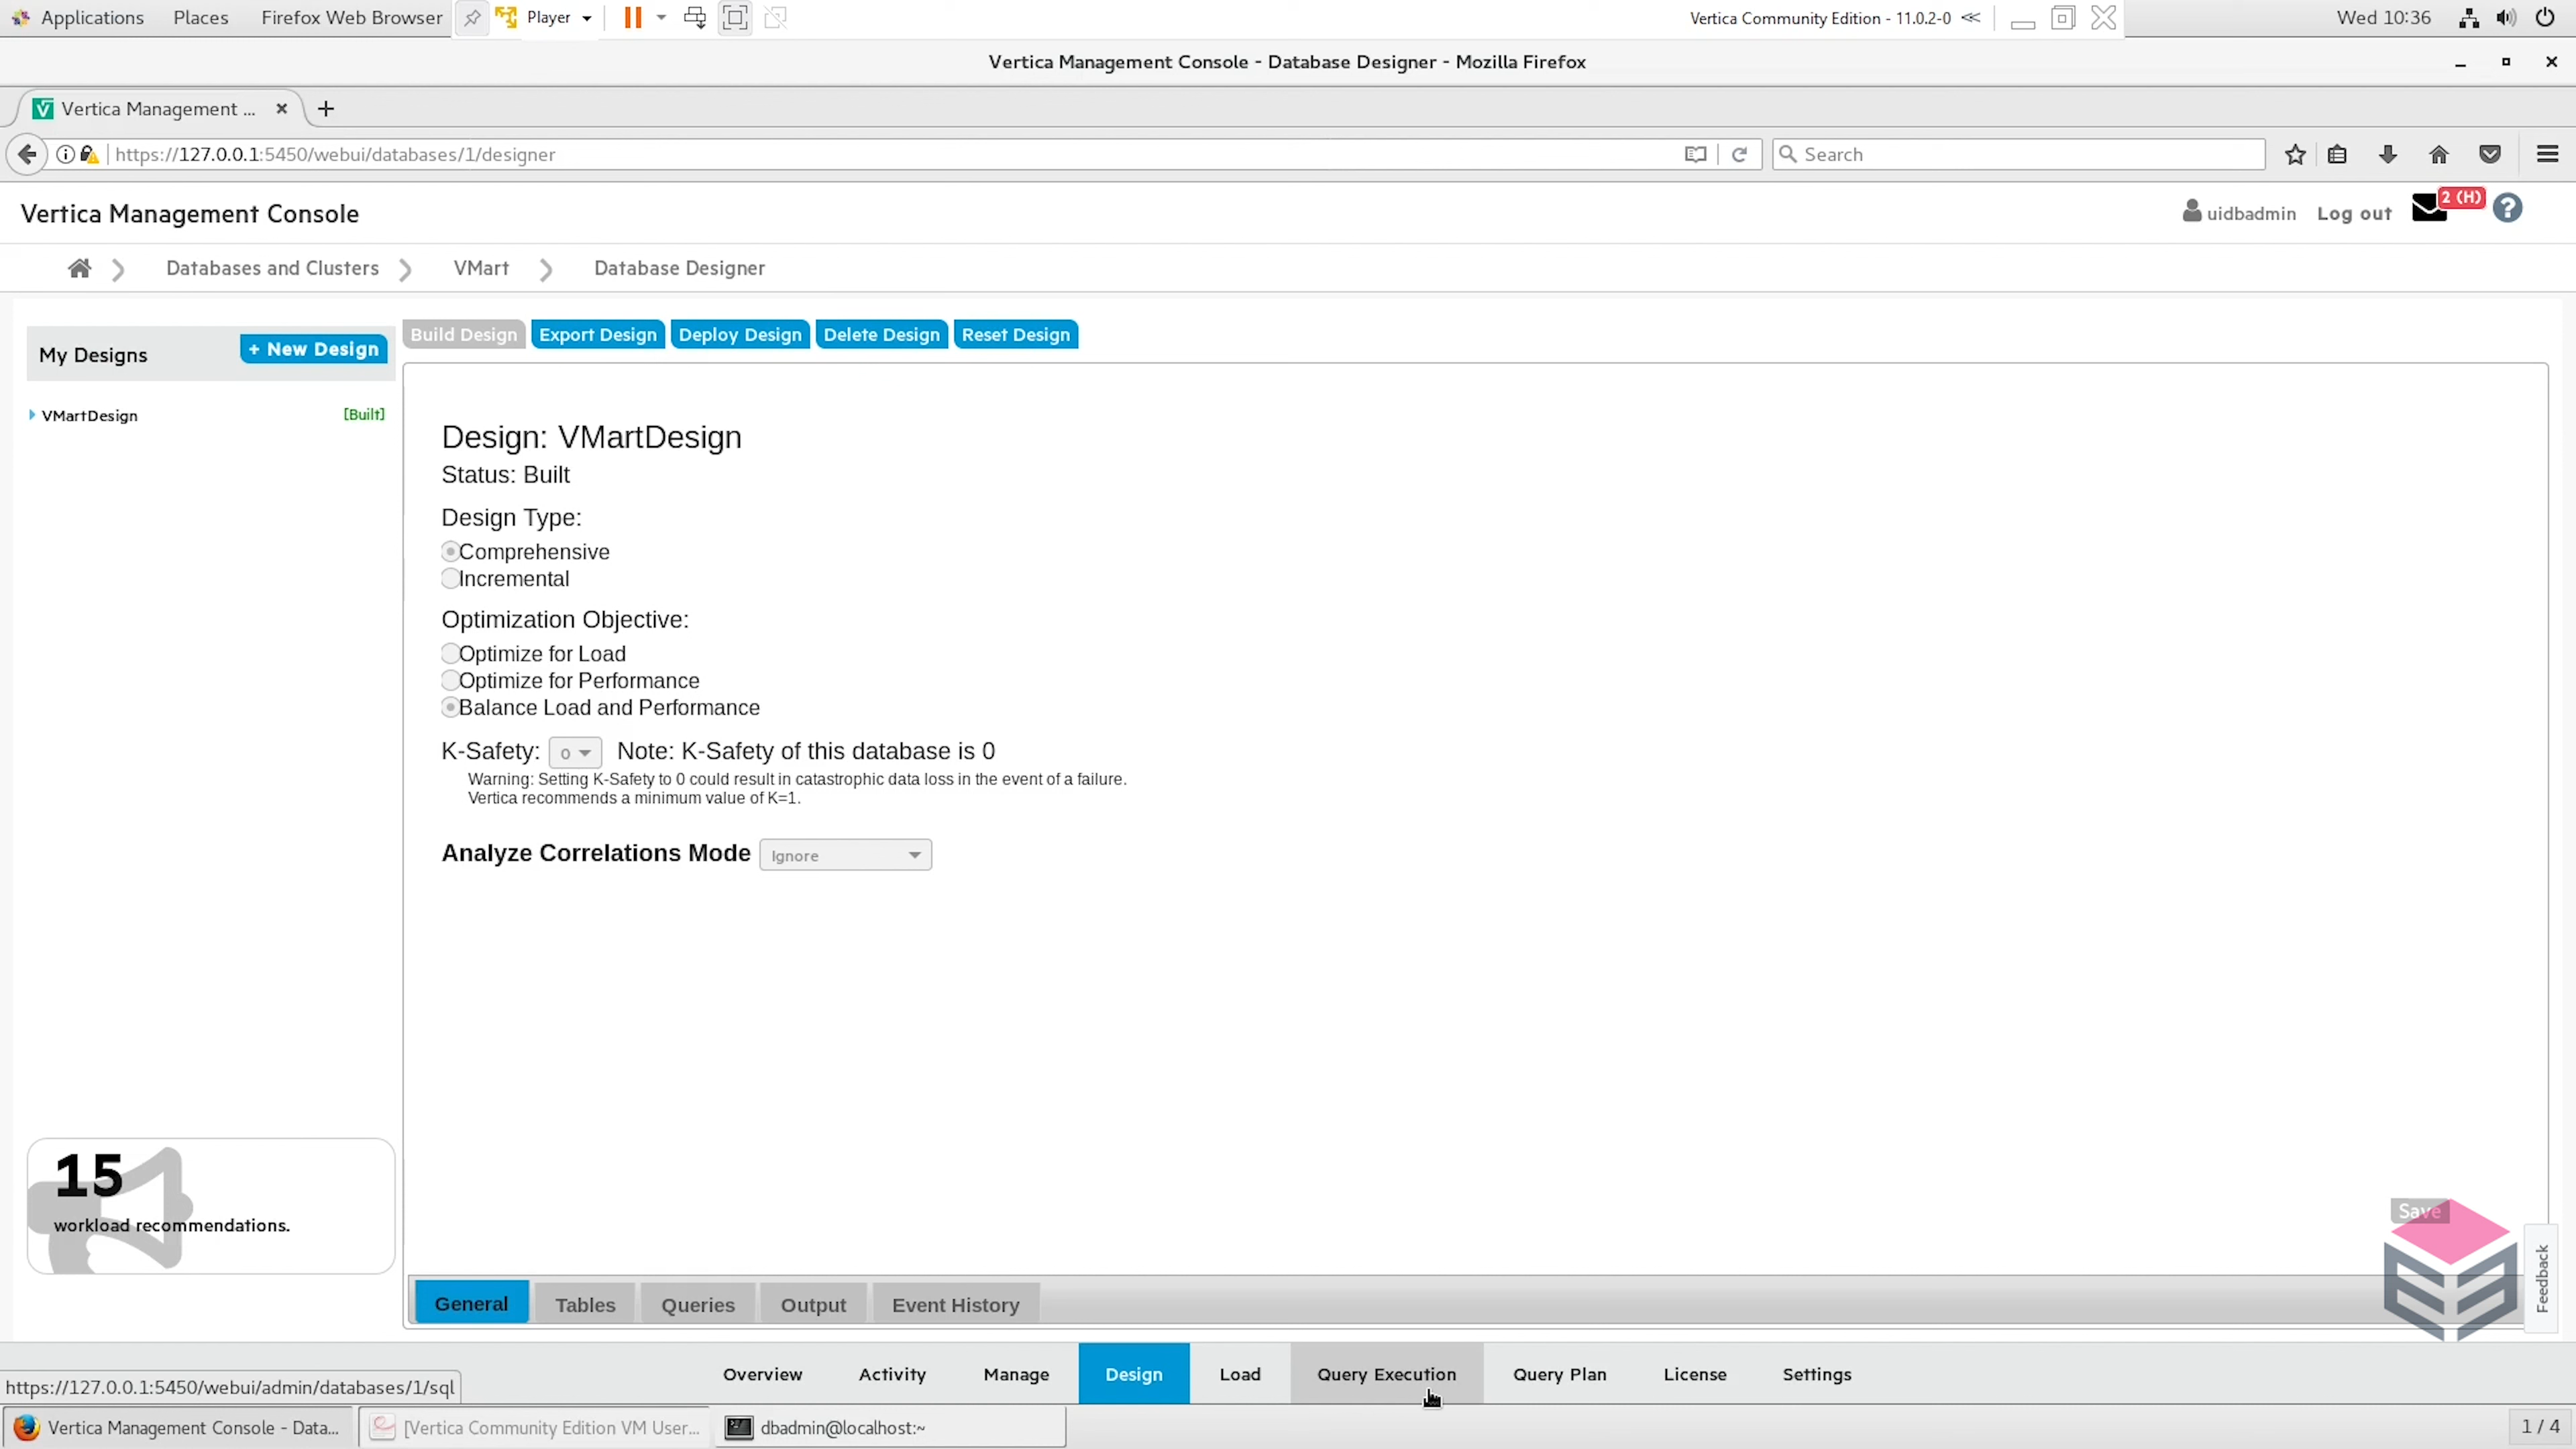 Applications Places Firefox Web Browser Player Vertica Community Edition - 11.0.2-0 Wed 10:36
Vertica Management Console - Database Designer - Mozilla Firefox
Vertica Management ...
https://127.0.0.1:5450/webui/databases/1/designer Search
Vertica Management Console uidbadmin Log out 2 (H) ?
Databases and Clusters VMart Database Designer
My Designs + New Design Build Design Export Design Deploy Design Delete Design Reset Design
VMartDesign [Built]
Design: VMartDesign
Status: Built
Design Type:
Comprehensive
Incremental
Optimization Objective:
Optimize for Load
Optimize for Performance
Balance Load and Performance
K-Safety: 0 Note: K-Safety of this database is 0
Warning: Setting K-Safety to 0 could result in catastrophic data loss in the event of a failure.
Vertica recommends a minimum value of K=1.
Analyze Correlations Mode Ignore
15
workload recommendations.
Save
Feedback
General Tables Queries Output Event History
Overview Activity Manage Design Load Query Execution Query Plan License Settings
https://127.0.0.1:5450/webui/admin/databases/1/sql
Vertica Management Console - Data... [Vertica Community Edition VM User... dbadmin@localhost:~ 1 / 4